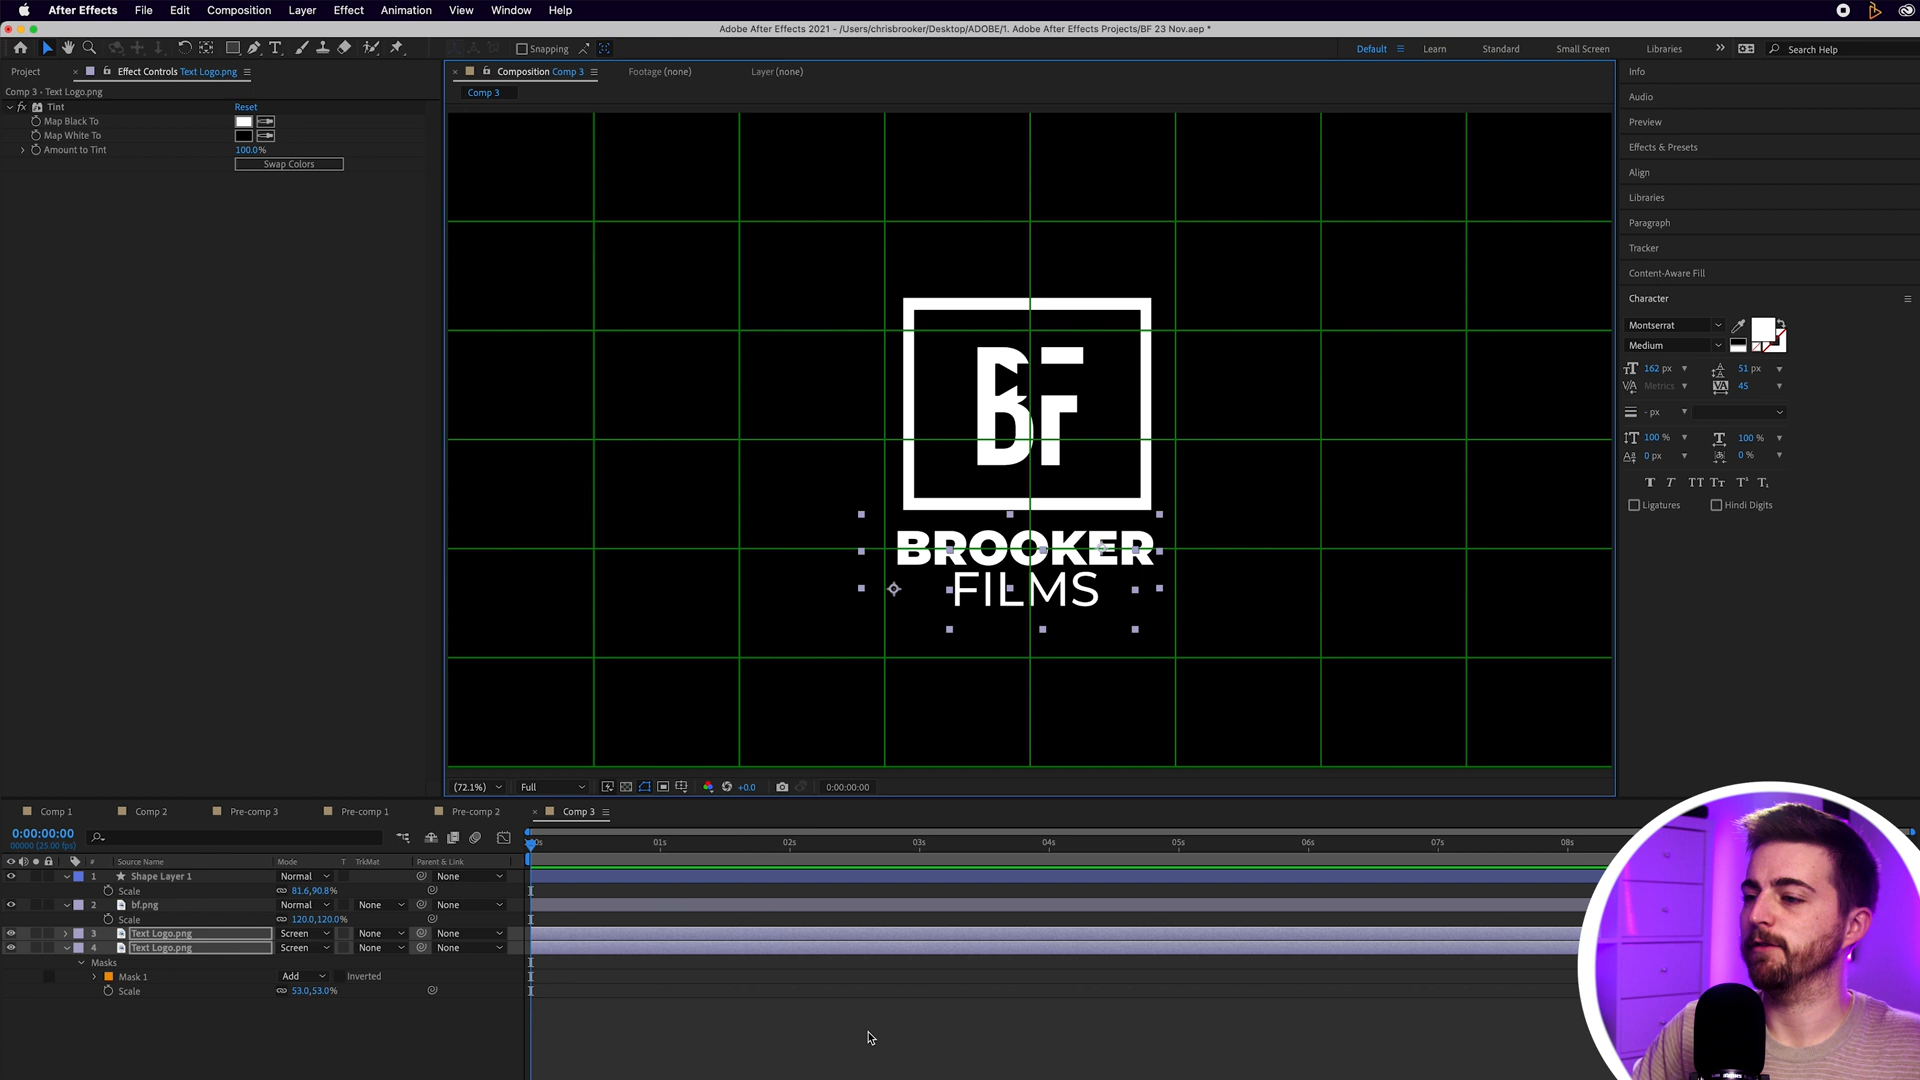 After Effects File Edit Composition Layer Effect Animation View Window Help
Adobe After Effects 2021 - /Users/chrisbrooker/Desktop/ADOBE/1. Adobe After Effects Projects/BF 23 Nov.aep *
Snapping Default Learn Standard Small Screen Libraries Search Help
Project Effect Controls Text Logo.png Composition Comp 3 Footage (none) Layer (none)
Comp 3 - Text Logo.png Comp 3
fx Tint Reset
Map Black To
Map White To
Amount to Tint 100.0%
Swap Colors
Info
Audio
Preview
Effects & Presets
Align
Libraries
Paragraph
Tracker
Content-Aware Fill
Character
Montserrat
Medium
162 px 51 px
Metrics 45
- px
100 % 100 %
0 px 0 %
Ligatures Hindi Digits
BF
BROOKER
FILMS
(72.1%) Full +0.0 0:00:00:00
Comp 1 Comp 2 Pre-comp 3 Pre-comp 1 Pre-comp 2 Comp 3
0:00:00:00
00000 (25.00 fps)
01s 02s 03s 04s 05s 06s 07s 08s
# Source Name Mode T TrkMat Parent & Link
1 Shape Layer 1 Normal None
Scale 81.6,90.8%
2 bf.png Normal None None
Scale 120.0,120.0%
3 Text Logo.png Screen None None
4 Text Logo.png Screen None None
Masks
Mask 1 Add Inverted
Scale 53.0,53.0%